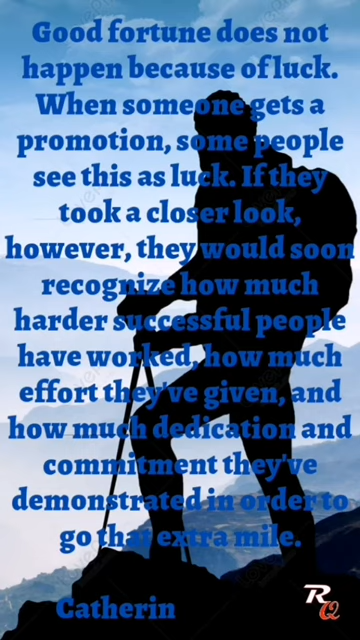 Good fortune does not
happen because of luck.
When someone gets a
promotion, some people
see this as luck. If they
took a closer look,
however, they would soon
recognize how much
harder successful people
have worked, how much
effort they've given, and
how much dedication and
commitment they've
demonstrated in order to
go that extra mile.
Catherin
RQ